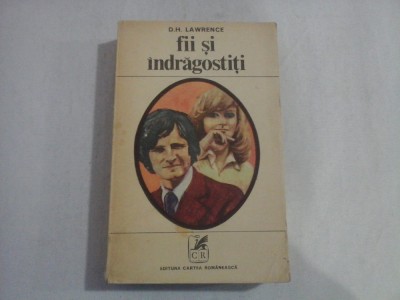 D.H. LAWRENCE
fii și
îndrăgostiți
CR
EDITURA CARTEA ROMÂNEASCĂ